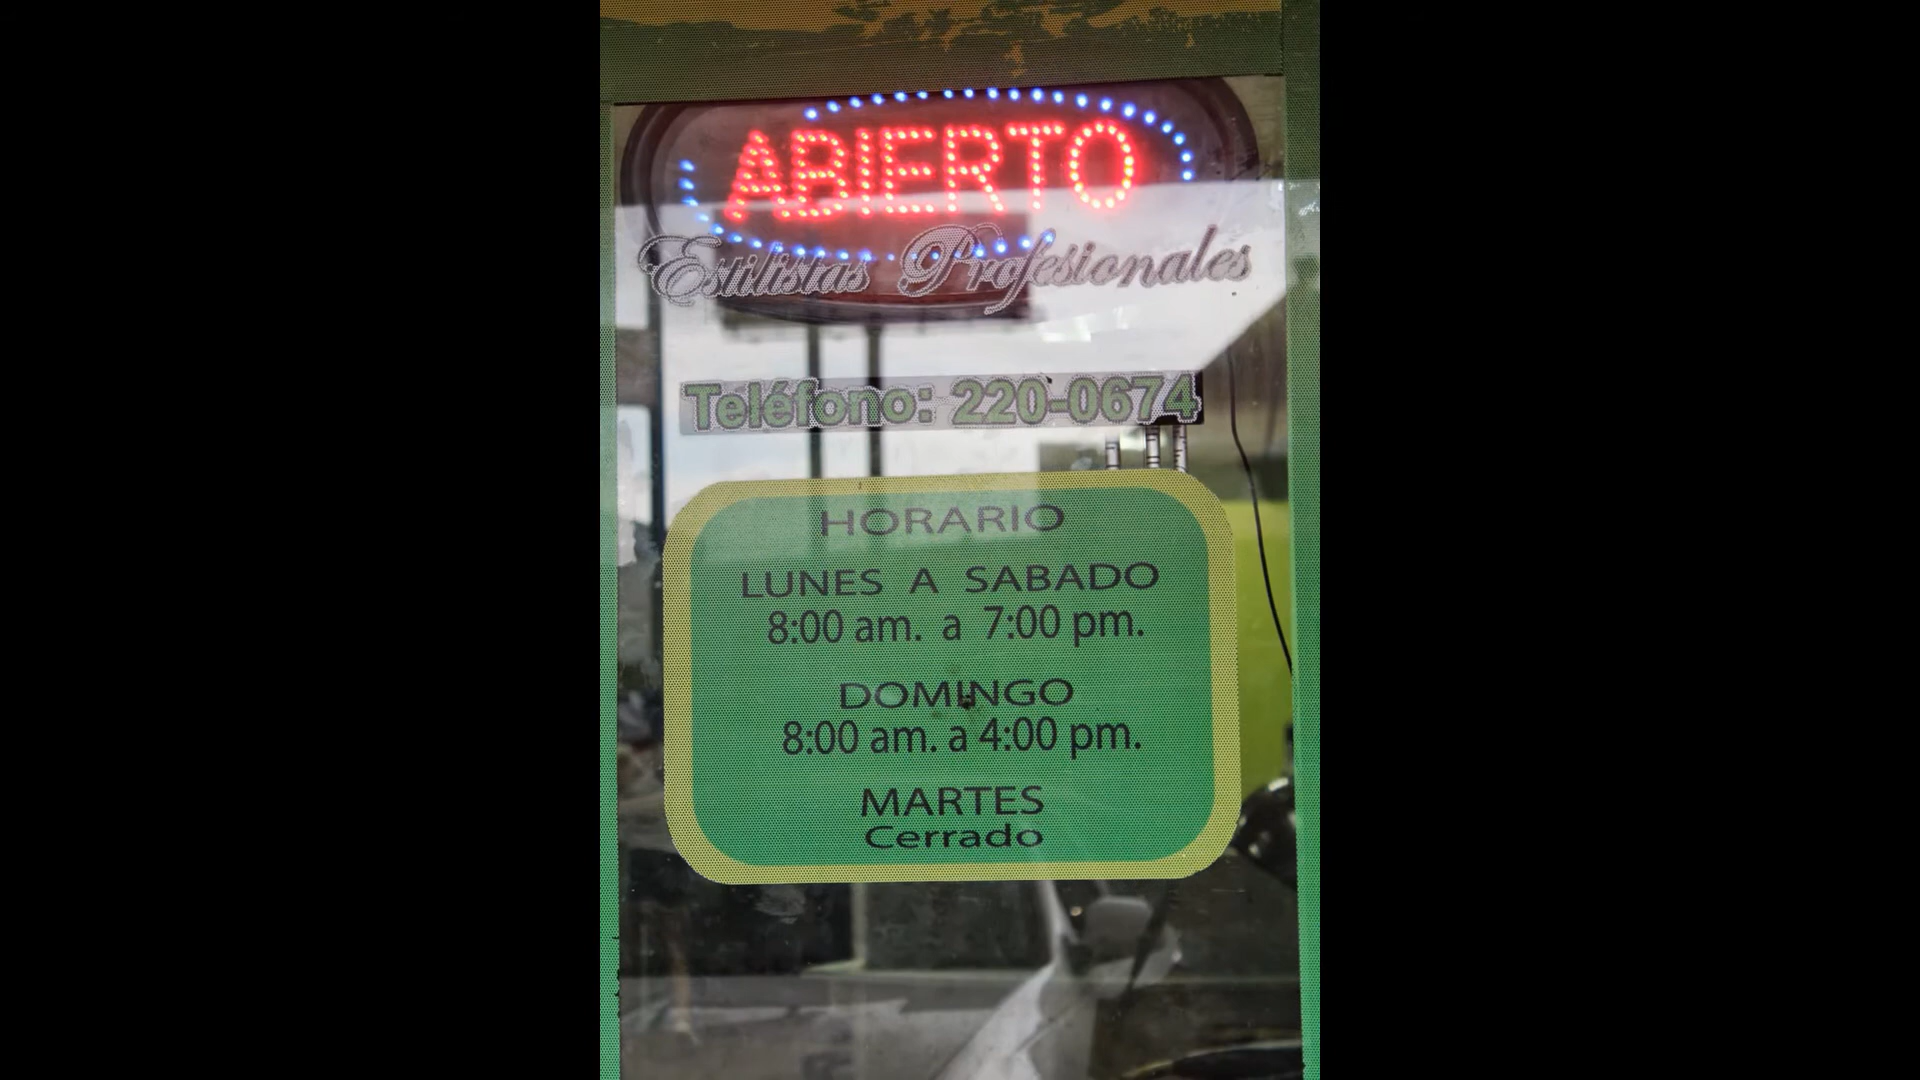 ABIERTO
Estilistas Profesionales
Teléfono: 220-0674
HORARIO
LUNES A SABADO
8:00 am. a 7:00 pm.
DOMINGO
8:00 am. a 4:00 pm.
MARTES
Cerrado